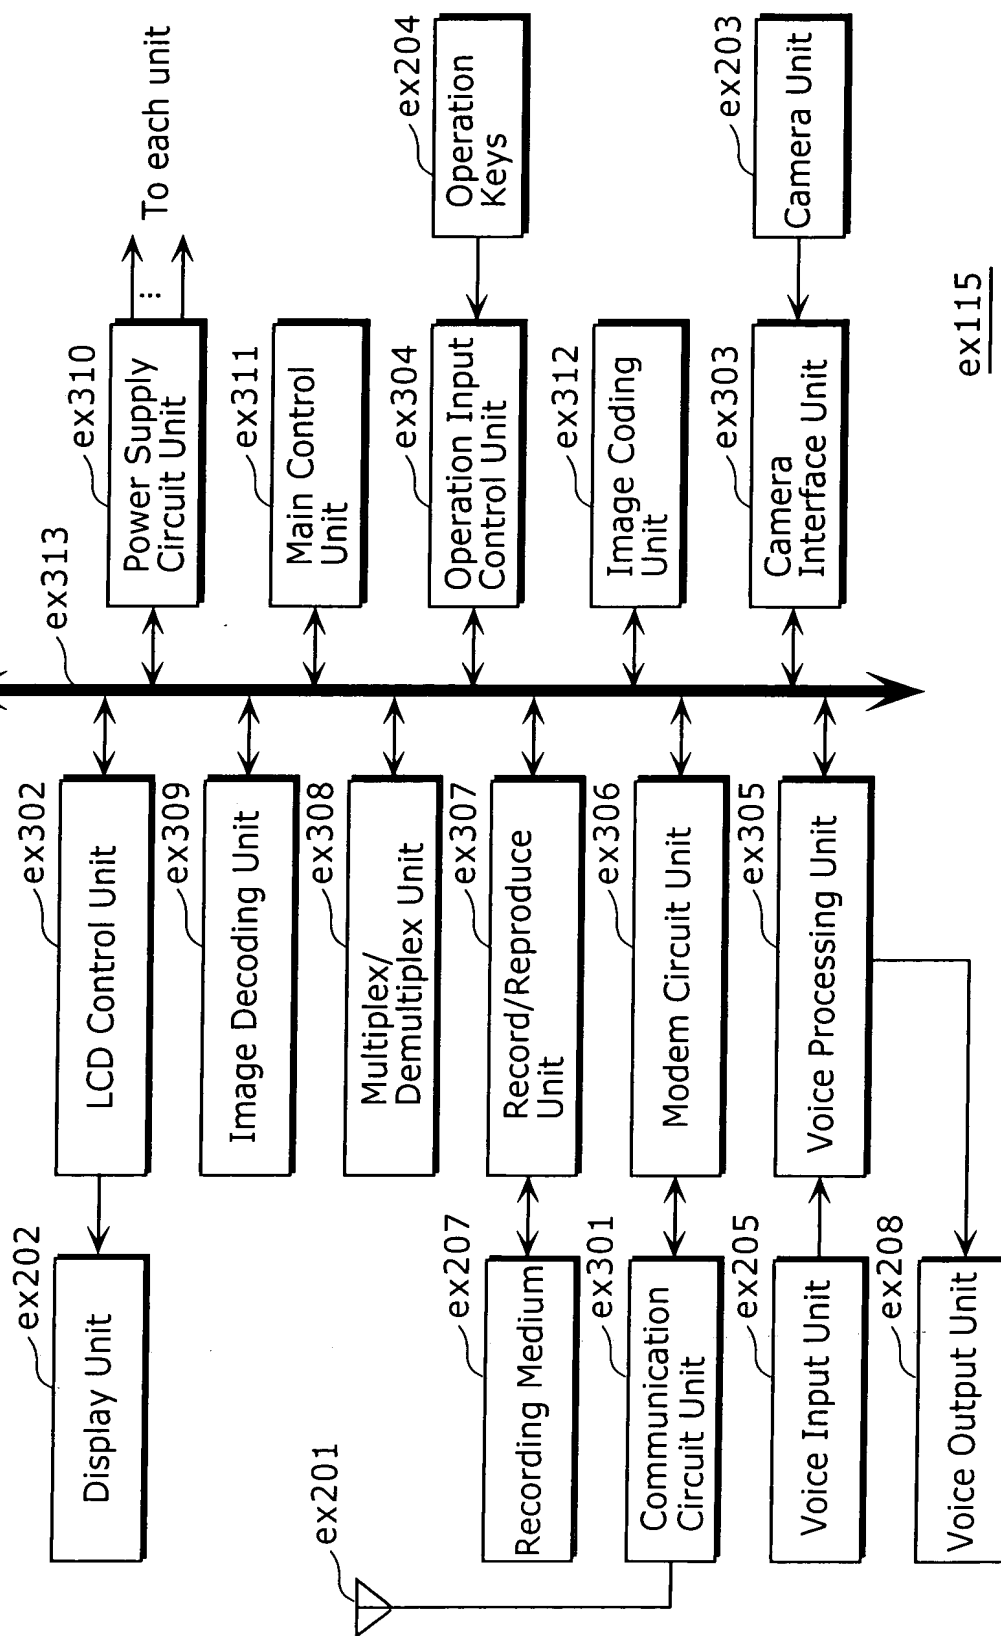 ex204
Operation
Keys
ex203
Camera Unit
To each unit
...
ex115
ex310
Power Supply
Circuit Unit
ex311
Main Control
Unit
ex304
Operation Input
Control Unit
ex312
Image Coding
Unit
ex303
Camera
Interface Unit
ex313
ex302
LCD Control Unit
ex309
Image Decoding Unit
ex308
Multiplex/
Demultiplex Unit
ex307
Record/Reproduce
Unit
ex306
Modem Circuit Unit
ex305
Voice Processing Unit
ex202
Display Unit
ex207
Recording Medium
ex301
Communication
Circuit Unit
ex205
Voice Input Unit
ex208
Voice Output Unit
ex201